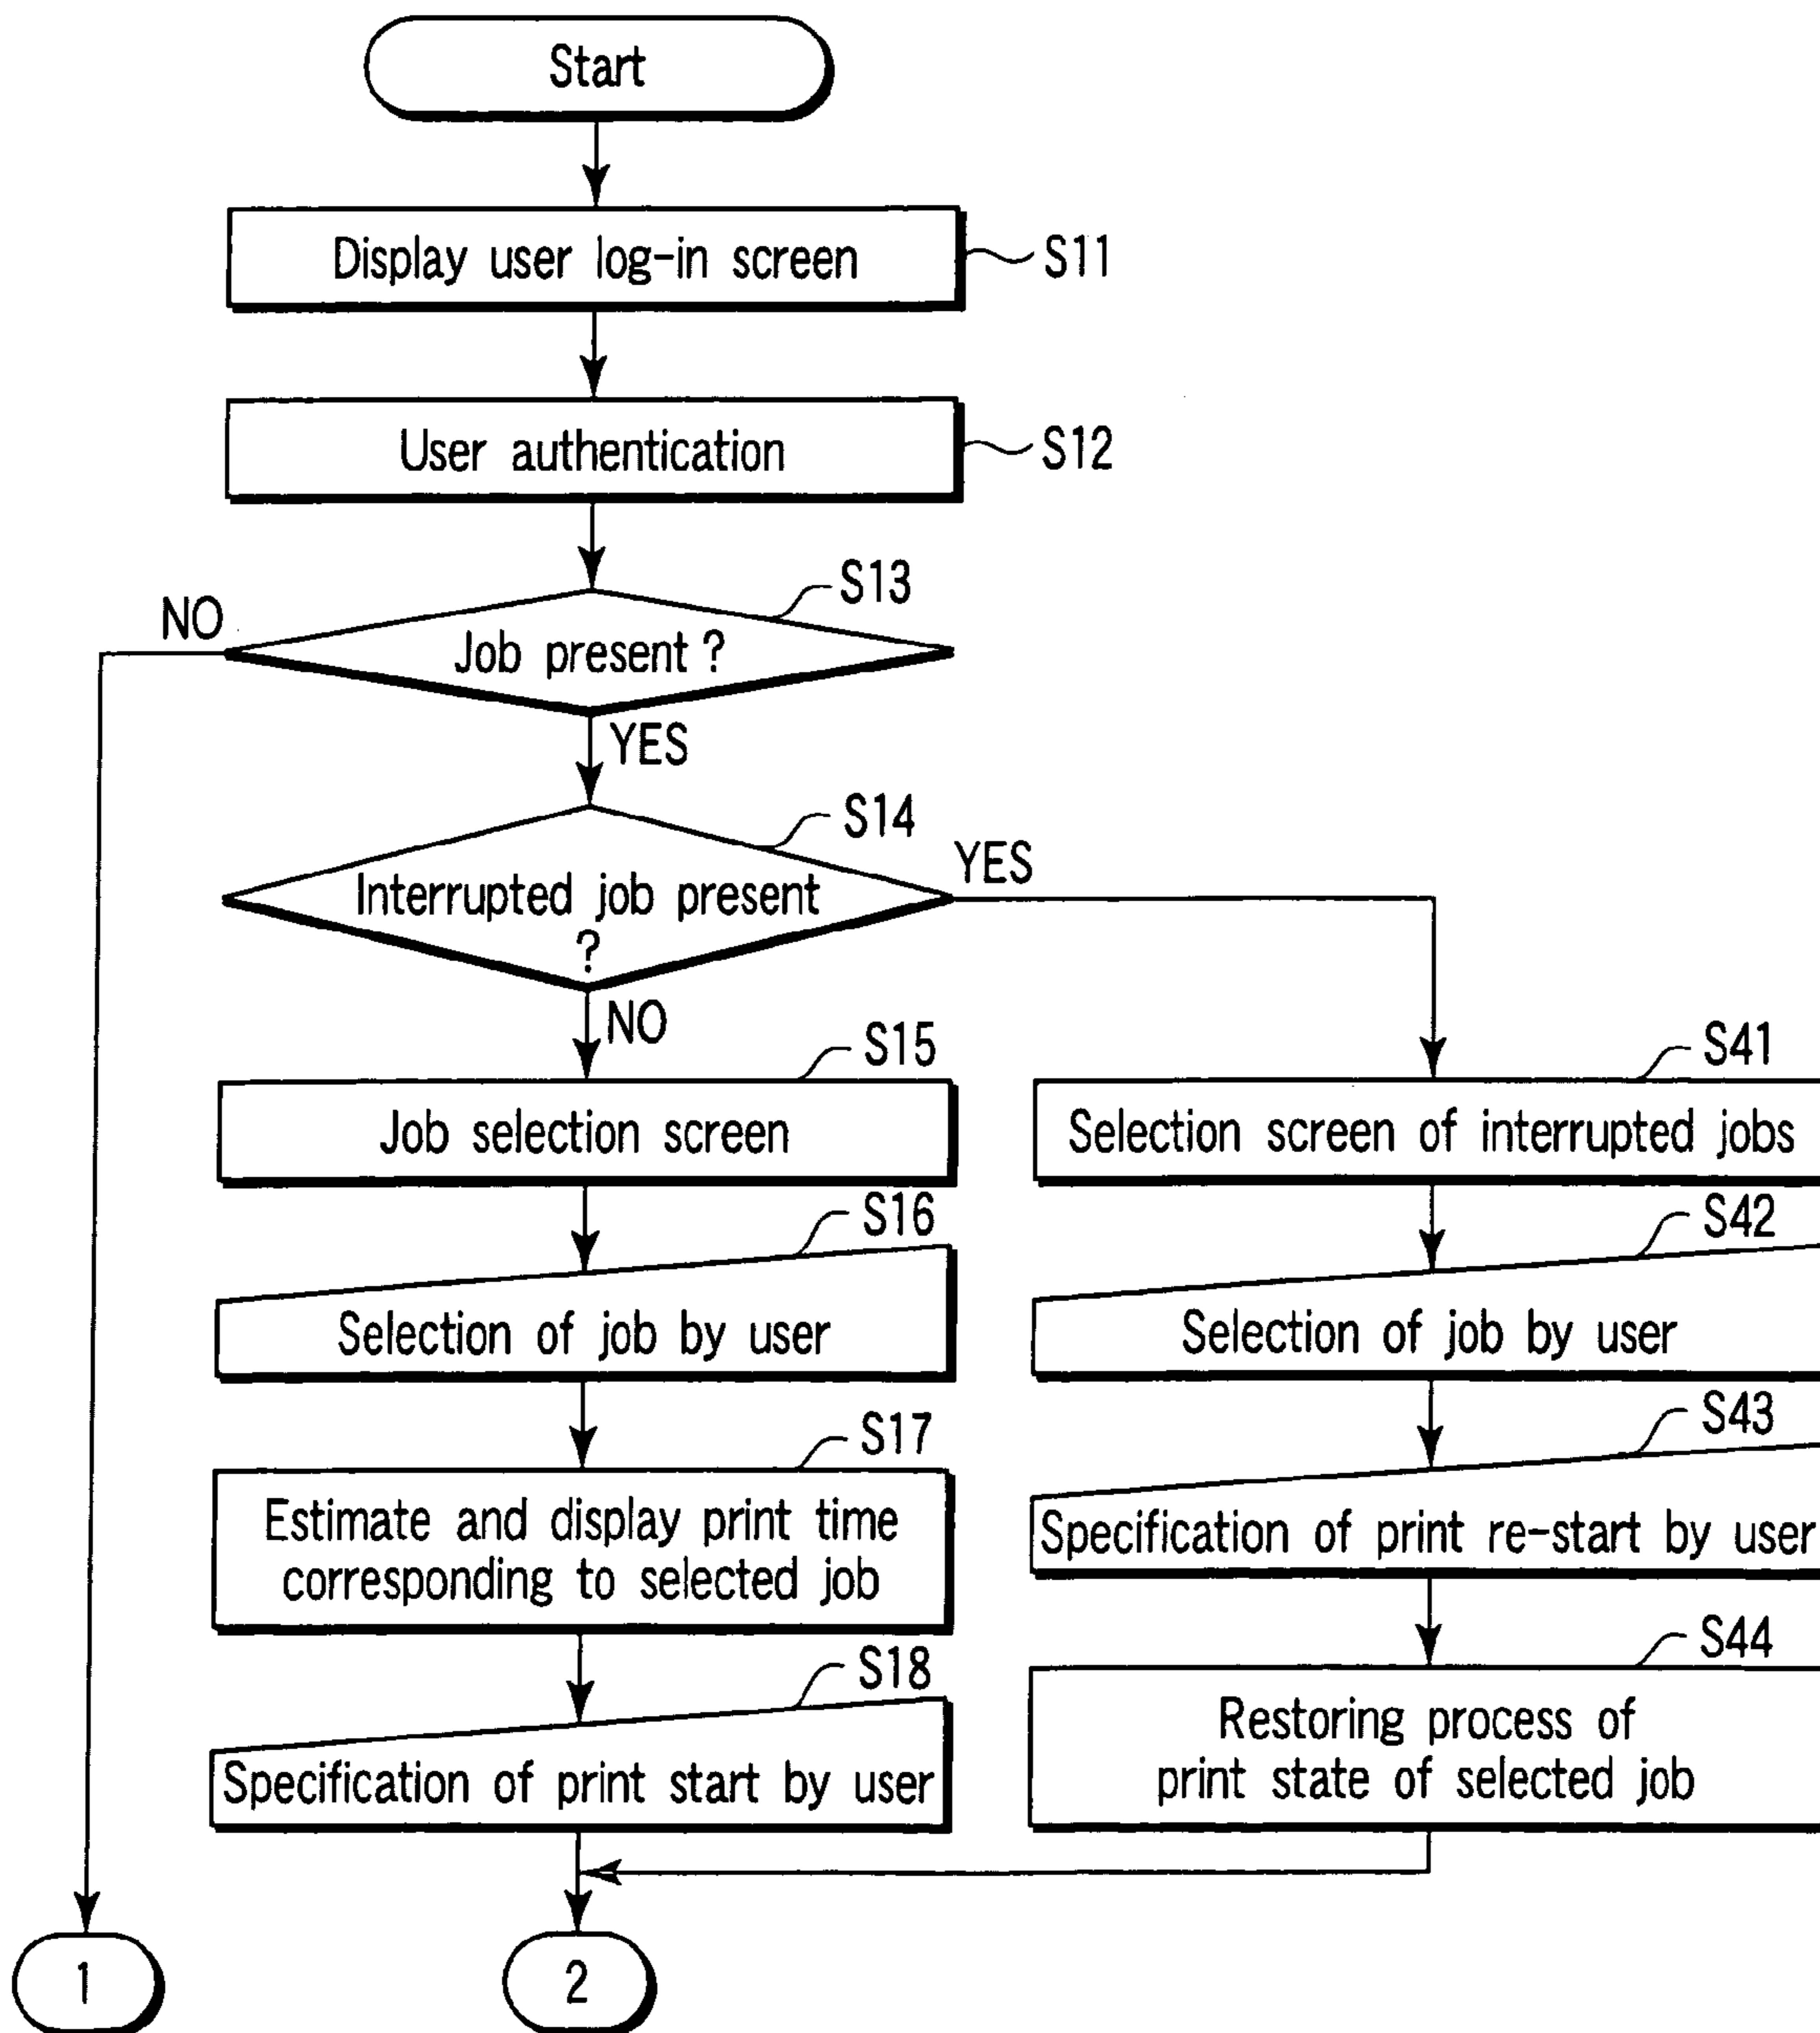 Start
Display user log-in screen
S11
User authentication
S12
S13
NO
Job present ?
YES
S14
YES
Interrupted job present
?
NO
S15
Job selection screen
S16
Selection of job by user
S17
Estimate and display print time
corresponding to selected job
S18
Specification of print start by user
S41
Selection screen of interrupted jobs
S42
Selection of job by user
S43
Specification of print re-start by user
S44
Restoring process of
print state of selected job
1
2